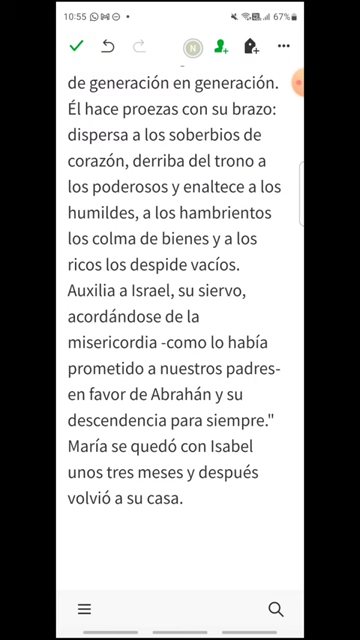 10:55
67%
N
de generación en generación.
Él hace proezas con su brazo:
dispersa a los soberbios de
corazón, derriba del trono a
los poderosos y enaltece a los
humildes, a los hambrientos
los colma de bienes y a los
ricos los despide vacíos.
Auxilia a Israel, su siervo,
acordándose de la
misericordia -como lo había
prometido a nuestros padres-
en favor de Abrahán y su
descendencia para siempre."
María se quedó con Isabel
unos tres meses y después
volvió a su casa.